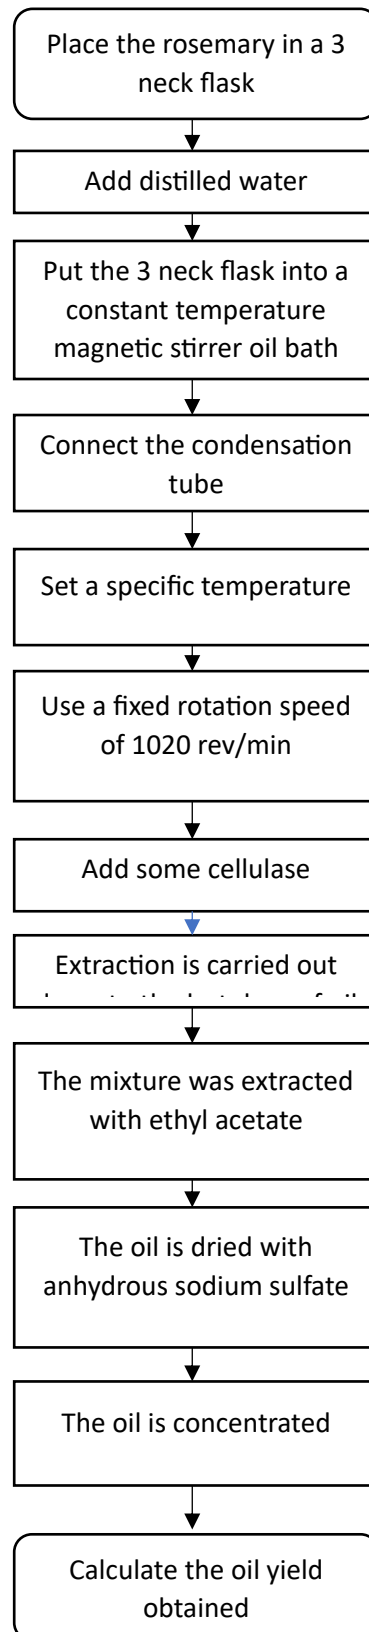 Place the rosemary in a 3
neck flask
Add distilled water
Put the 3 neck flask into a
constant temperature
magnetic stirrer oil bath
Connect the condensation
tube
Set a specific temperature
Use a fixed rotation speed
of 1020 rev/min
Add some cellulase
Extraction is carried out
The mixture was extracted
with ethyl acetate
The oil is dried with
anhydrous sodium sulfate
The oil is concentrated
Calculate the oil yield
obtained